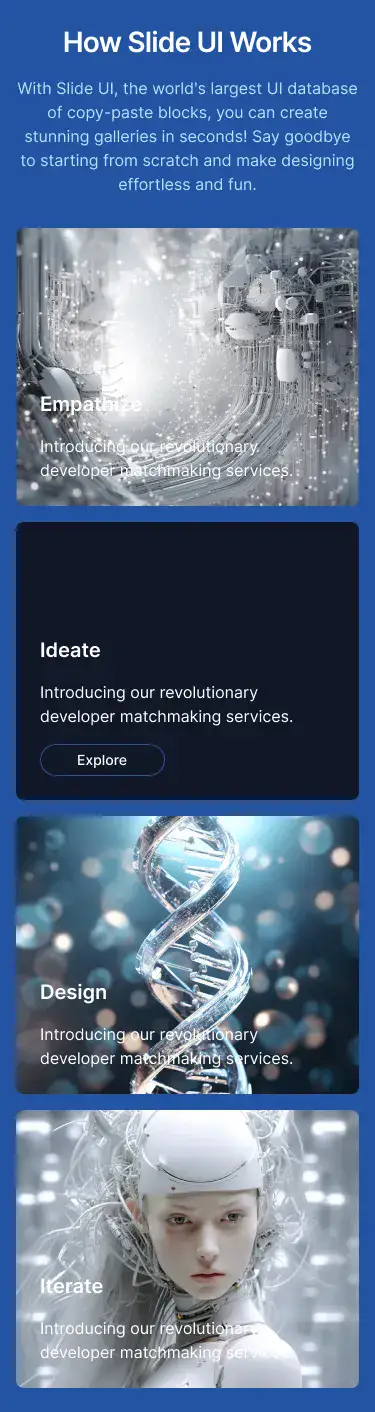 How Slide UI Works
With Slide UI, the world's largest UI database
of copy-paste blocks, you can create
stunning galleries in seconds! Say goodbye
to starting from scratch and make designing
effortless and fun.
Empathize
Introducing our revolutionary
developer matchmaking services.
Ideate
Introducing our revolutionary
developer matchmaking services.
Explore
Design
Introducing our revolutionary
developer matchmaking services.
Iterate
Introducing our revolutionary
developer matchmaking services.